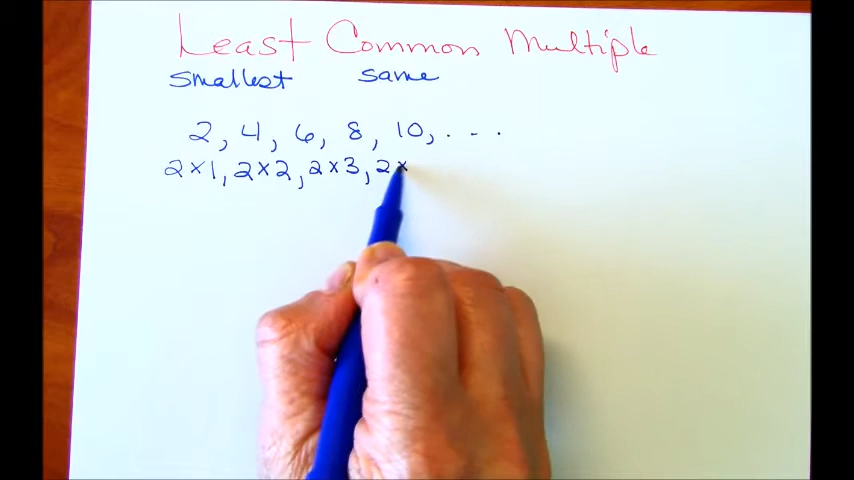 Least Common Multiple
smallest same
2, 4, 6, 8, 10, . . .
2×1, 2×2, 2×3, 2×